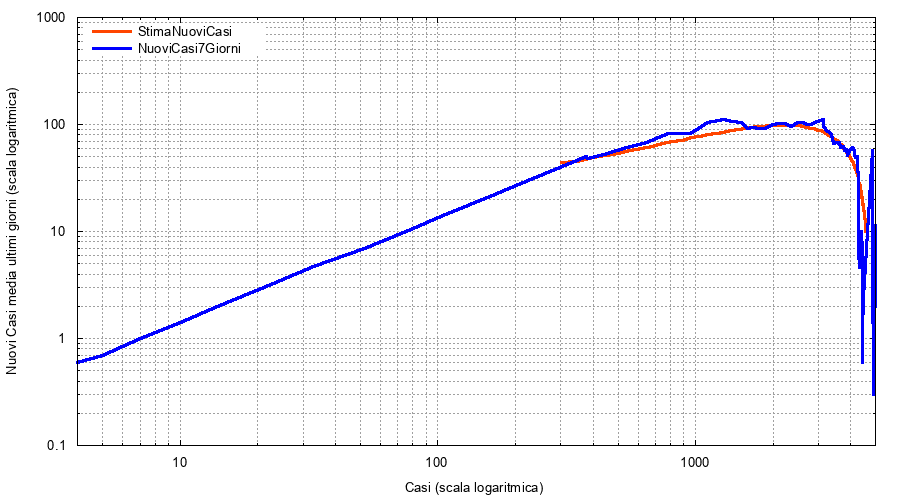 1000
100
10
1
0.1
Nuovi Casi media ultimi giorni (scala logaritmica)
StimaNuoviCasi
NuoviCasi7Giorni
10
100
1000
Casi (scala logaritmica)